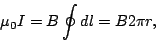 μ₀I = B ∮ dl = B2πr,